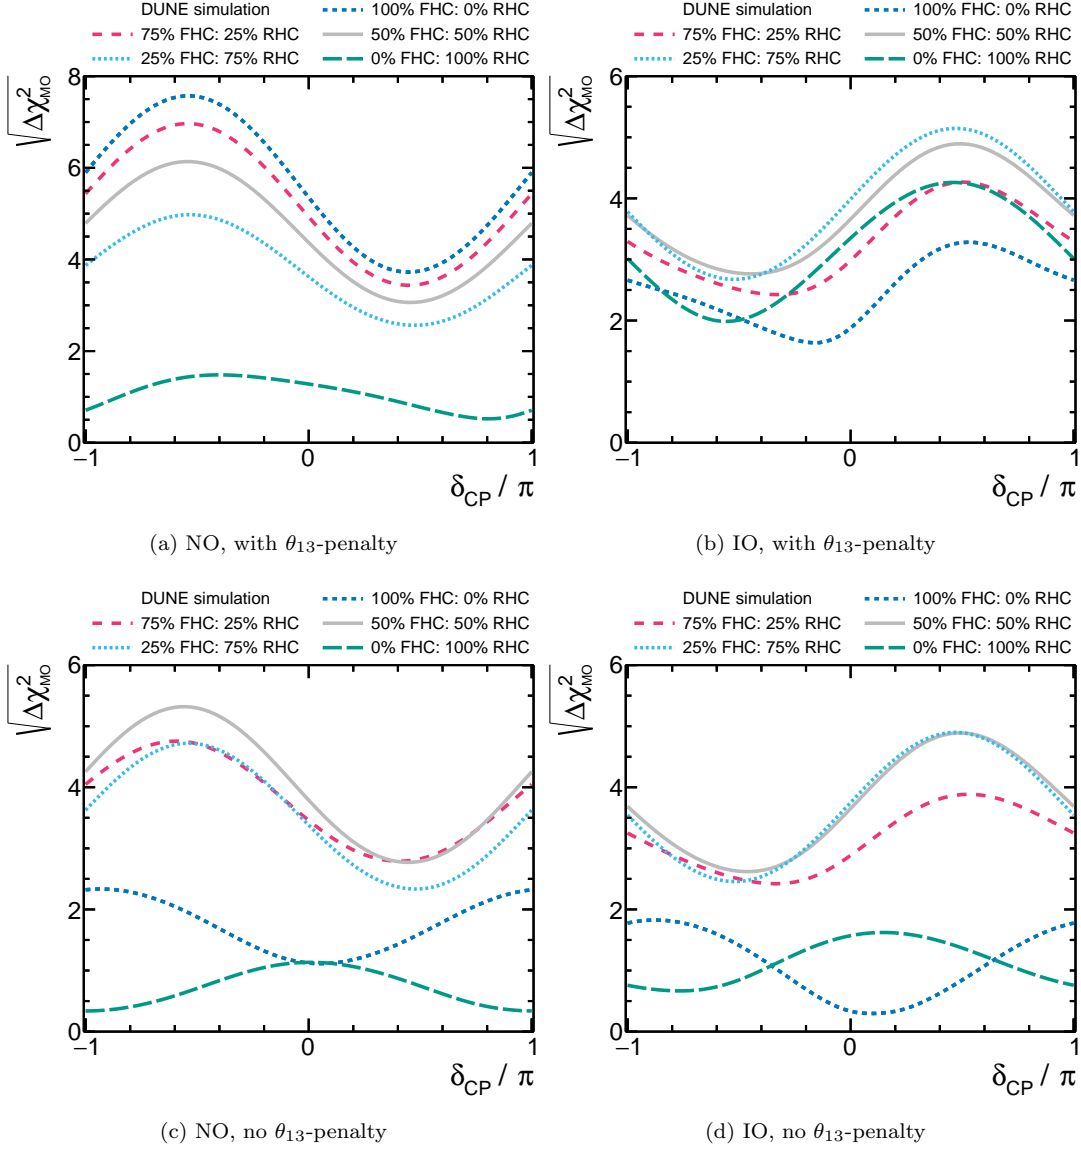 DUNE simulation 100% FHC: 0% RHC
75% FHC: 25% RHC 50% FHC: 50% RHC
25% FHC: 75% RHC 0% FHC: 100% RHC
√Δχ²MO
8
6
4
2
0
−1 0 1
δCP / π
(a) NO, with θ13-penalty
DUNE simulation 100% FHC: 0% RHC
75% FHC: 25% RHC 50% FHC: 50% RHC
25% FHC: 75% RHC 0% FHC: 100% RHC
√Δχ²MO
6
4
2
0
−1 0 1
δCP / π
(b) IO, with θ13-penalty
DUNE simulation 100% FHC: 0% RHC
75% FHC: 25% RHC 50% FHC: 50% RHC
25% FHC: 75% RHC 0% FHC: 100% RHC
√Δχ²MO
6
4
2
0
−1 0 1
δCP / π
(c) NO, no θ13-penalty
DUNE simulation 100% FHC: 0% RHC
75% FHC: 25% RHC 50% FHC: 50% RHC
25% FHC: 75% RHC 0% FHC: 100% RHC
√Δχ²MO
6
4
2
0
−1 0 1
δCP / π
(d) IO, no θ13-penalty